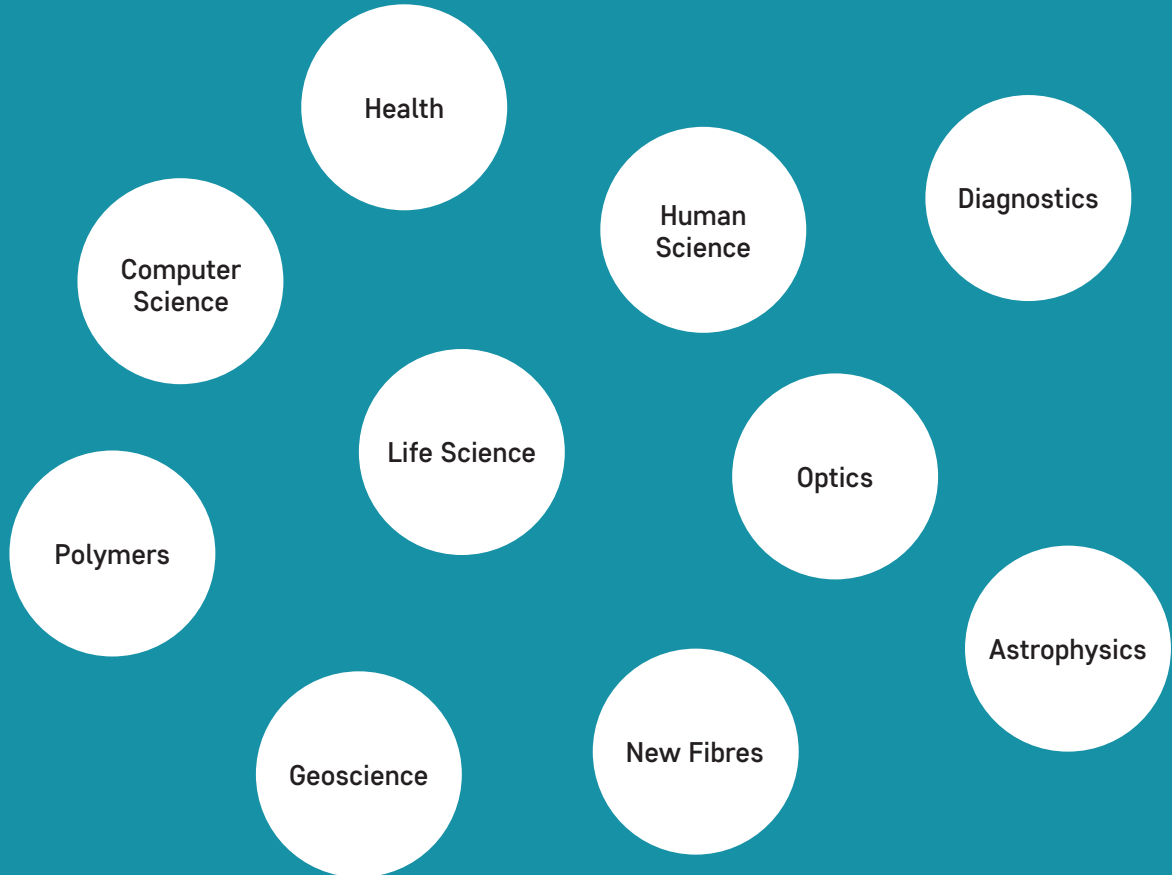 Health
Diagnostics
Human
Science
Computer
Science
Life Science
Optics
Polymers
Astrophysics
New Fibres
Geoscience